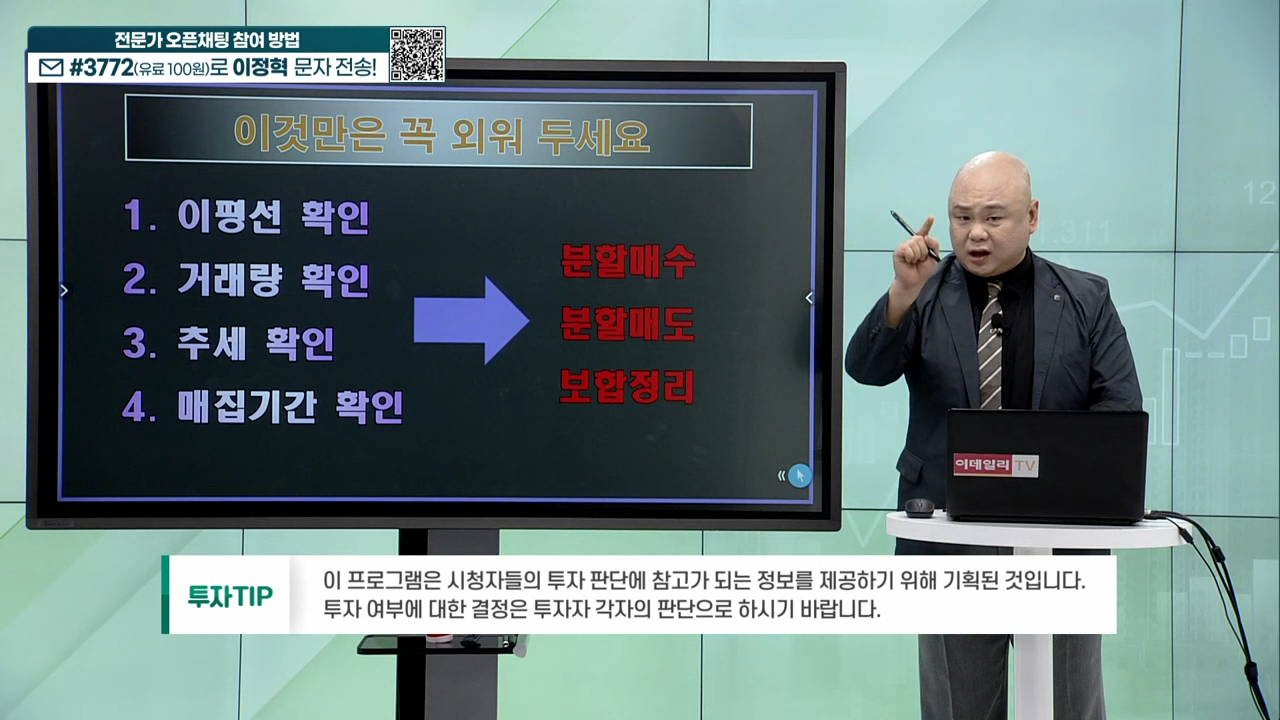 전문가 오픈채팅 참여 방법
#3772(유료 100원)로 이정혁 문자 전송!
이것만은 꼭 외워 두세요
1. 이평선 확인
2. 거래량 확인
3. 추세 확인
4. 매집기간 확인
분할매수
분할매도
보합정리
12
.311
이데일리 TV
투자TIP
이 프로그램은 시청자들의 투자 판단에 참고가 되는 정보를 제공하기 위해 기획된 것입니다.
투자 여부에 대한 결정은 투자자 각자의 판단으로 하시기 바랍니다.